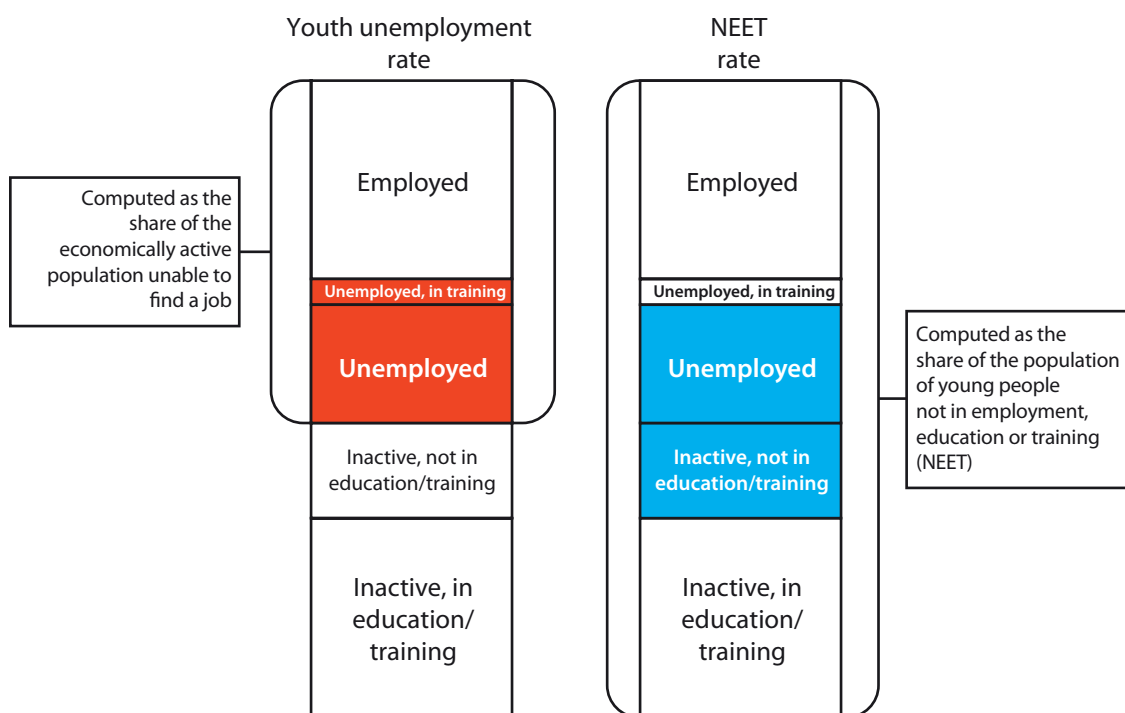 Youth unemployment
rate
NEET
rate
Computed as the
share of the
economically active
population unable to
find a job
Employed
Unemployed, in training
Unemployed
Inactive, not in
education/training
Inactive, in
education/
training
Employed
Unemployed, in training
Unemployed
Inactive, not in
education/training
Inactive, in
education/
training
Computed as the
share of the population
of young people
not in employment,
education or training
(NEET)